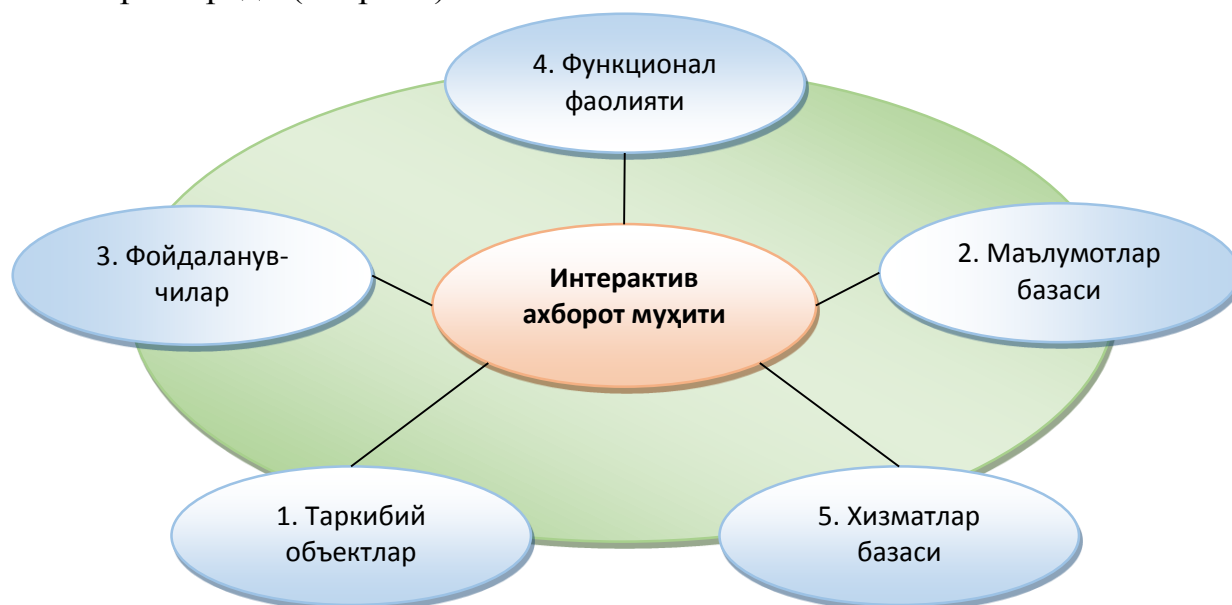 4. Функционал
фаолияти
3. Фойдаланув-
чилар
Интерактив
ахборот муҳити
2. Маълумотлар
базаси
1. Таркибий
объектлар
5. Хизматлар
базаси